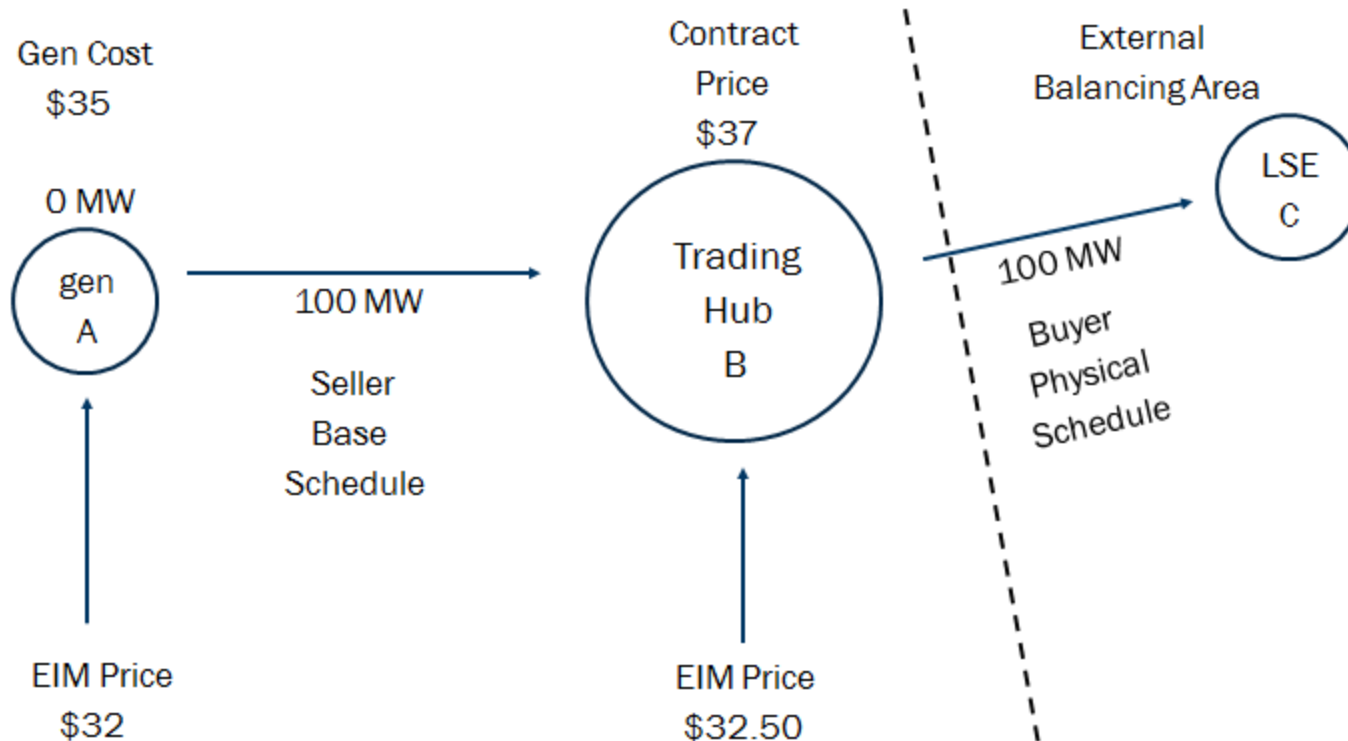 Gen Cost
$35
0 MW
gen
A
100 MW
Seller
Base
Schedule
EIM Price
$32
Contract
Price
$37
Trading
Hub
B
EIM Price
$32.50
External
Balancing Area
LSE
C
100 MW
Buyer
Physical
Schedule